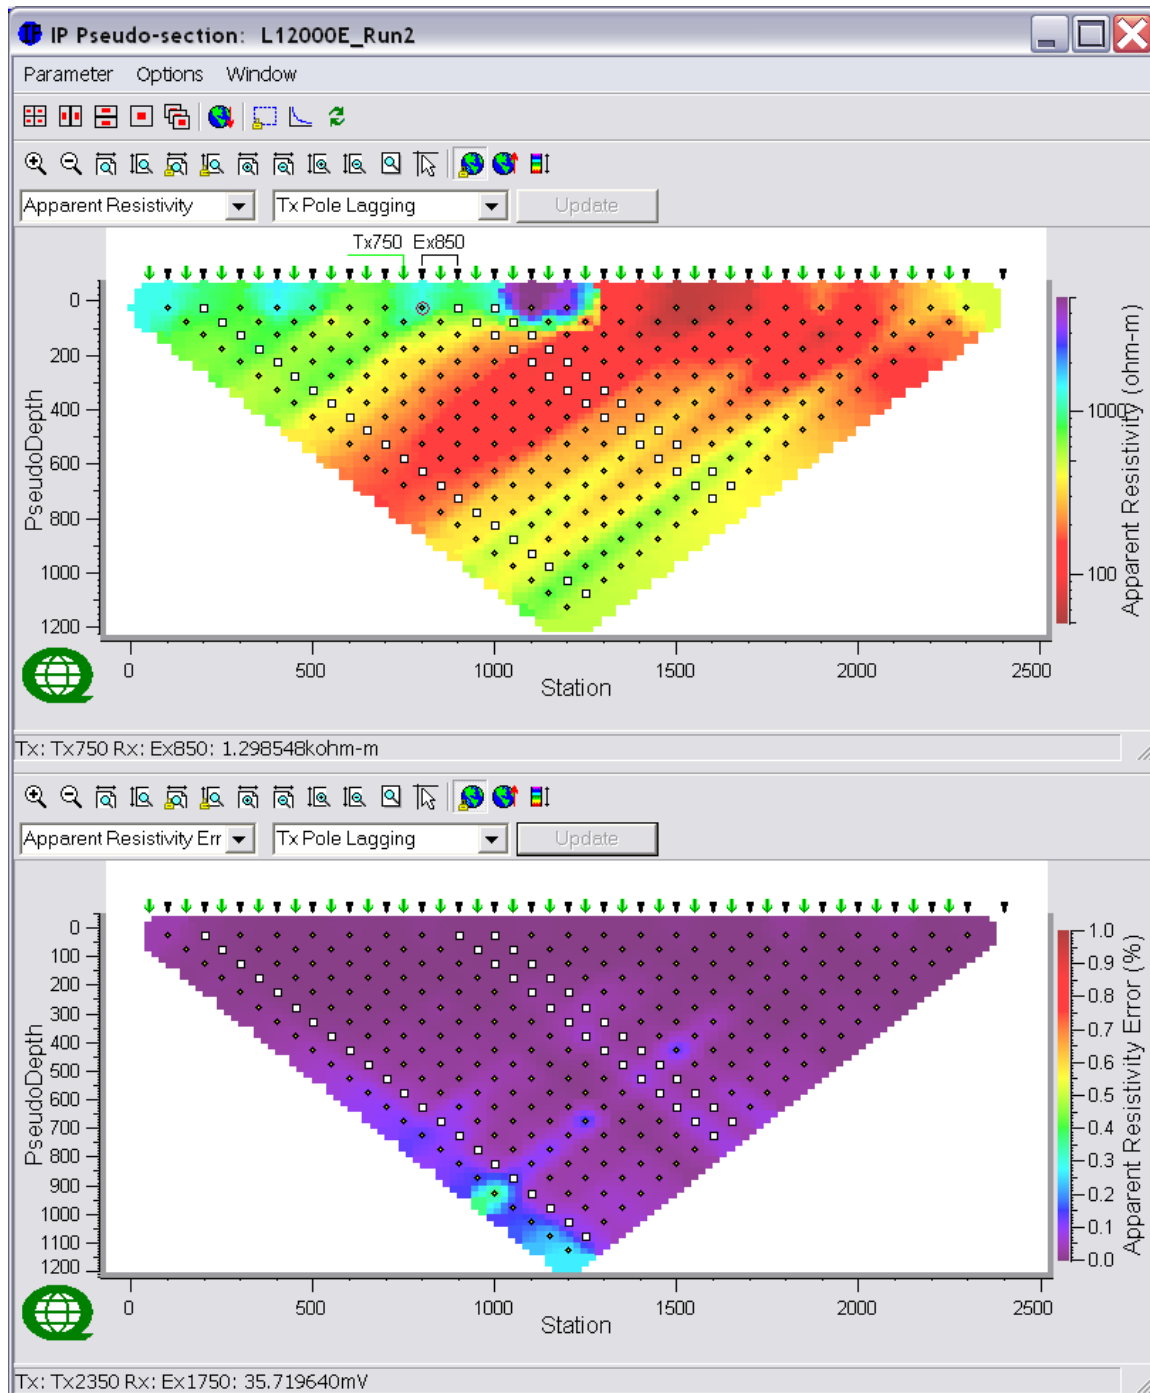 IP Pseudo-section: L12000E_Run2
Parameter Options Window
Apparent Resistivity Tx Pole Lagging Update
Tx750 Ex850
0
200
400
600
800
1000
1200
PseudoDepth
0 500 1000 1500 2000 2500
Station
1000
100
Apparent Resistivity (ohm-m)
Tx: Tx750 Rx: Ex850: 1.298548kohm-m
Apparent Resistivity Err Tx Pole Lagging Update
0
100
200
300
400
500
600
700
800
900
1000
1100
1200
PseudoDepth
0 500 1000 1500 2000 2500
Station
1.0
0.9
0.8
0.7
0.6
0.5
0.4
0.3
0.2
0.1
0.0
Apparent Resistivity Error (%)
Tx: Tx2350 Rx: Ex1750: 35.719640mV